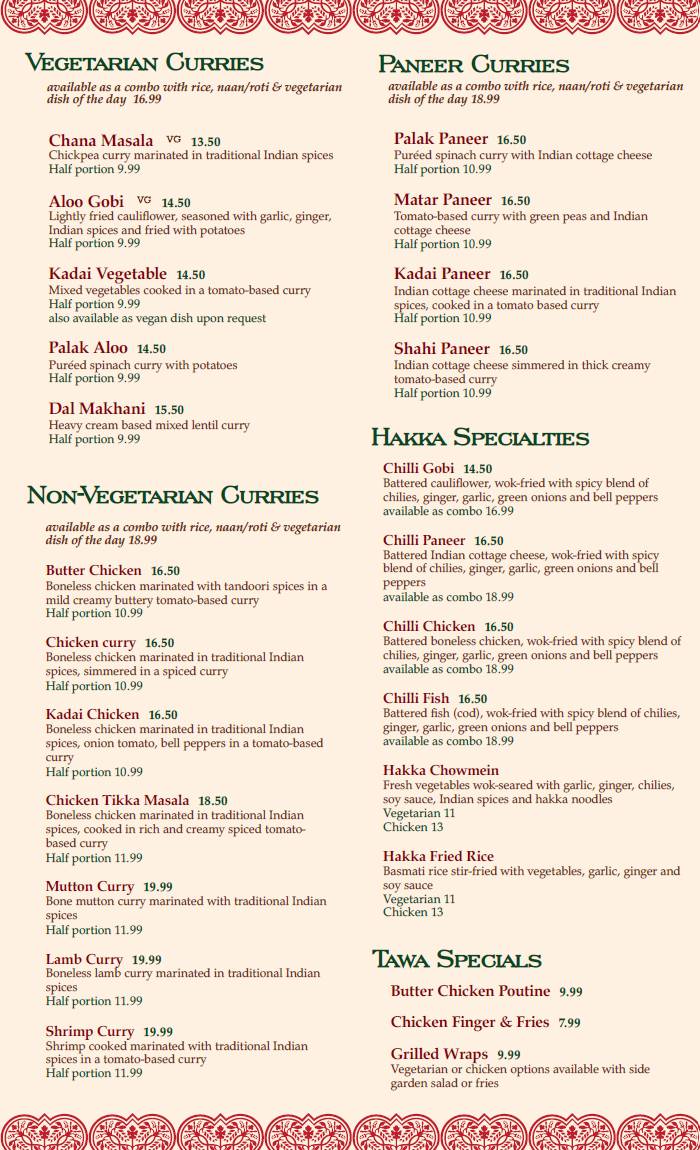 Vegetarian Curries
available as a combo with rice, naan/roti & vegetarian
dish of the day 16.99
Chana Masala VG 13.50
Chickpea curry marinated in traditional Indian spices
Half portion 9.99
Aloo Gobi VG 14.50
Lightly fried cauliflower, seasoned with garlic, ginger,
Indian spices and fried with potatoes
Half portion 9.99
Kadai Vegetable 14.50
Mixed vegetables cooked in a tomato-based curry
Half portion 9.99
also available as vegan dish upon request
Palak Aloo 14.50
Puréed spinach curry with potatoes
Half portion 9.99
Dal Makhani 15.50
Heavy cream based mixed lentil curry
Half portion 9.99
Non-Vegetarian Curries
available as a combo with rice, naan/roti & vegetarian
dish of the day 18.99
Butter Chicken 16.50
Boneless chicken marinated with tandoori spices in a
mild creamy buttery tomato-based curry
Half portion 10.99
Chicken curry 16.50
Boneless chicken marinated in traditional Indian
spices, simmered in a spiced curry
Half portion 10.99
Kadai Chicken 16.50
Boneless chicken marinated in traditional Indian
spices, onion tomato, bell peppers in a tomato-based
curry
Half portion 10.99
Chicken Tikka Masala 18.50
Boneless chicken marinated in traditional Indian
spices, cooked in rich and creamy spiced tomato-
based curry
Half portion 11.99
Mutton Curry 19.99
Bone mutton curry marinated with traditional Indian
spices
Half portion 11.99
Lamb Curry 19.99
Boneless lamb curry marinated in traditional Indian
spices
Half portion 11.99
Shrimp Curry 19.99
Shrimp cooked marinated with traditional Indian
spices in a tomato-based curry
Half portion 11.99
Paneer Curries
available as a combo with rice, naan/roti & vegetarian
dish of the day 18.99
Palak Paneer 16.50
Puréed spinach curry with Indian cottage cheese
Half portion 10.99
Matar Paneer 16.50
Tomato-based curry with green peas and Indian
cottage cheese
Half portion 10.99
Kadai Paneer 16.50
Indian cottage cheese marinated in traditional Indian
spices, cooked in a tomato based curry
Half portion 10.99
Shahi Paneer 16.50
Indian cottage cheese simmered in thick creamy
tomato-based curry
Half portion 10.99
Hakka Specialties
Chilli Gobi 14.50
Battered cauliflower, wok-fried with spicy blend of
chilies, ginger, garlic, green onions and bell peppers
available as combo 16.99
Chilli Paneer 16.50
Battered Indian cottage cheese, wok-fried with spicy
blend of chilies, ginger, garlic, green onions and bell
peppers
available as combo 18.99
Chilli Chicken 16.50
Battered boneless chicken, wok-fried with spicy blend of
chilies, ginger, garlic, green onions and bell peppers
available as combo 18.99
Chilli Fish 16.50
Battered fish (cod), wok-fried with spicy blend of chilies,
ginger, garlic, green onions and bell peppers
available as combo 18.99
Hakka Chowmein
Fresh vegetables wok-seared with garlic, ginger, chilies,
soy sauce, Indian spices and hakka noodles
Vegetarian 11
Chicken 13
Hakka Fried Rice
Basmati rice stir-fried with vegetables, garlic, ginger and
soy sauce
Vegetarian 11
Chicken 13
Tawa Specials
Butter Chicken Poutine 9.99
Chicken Finger & Fries 7.99
Grilled Wraps 9.99
Vegetarian or chicken options available with side
garden salad or fries